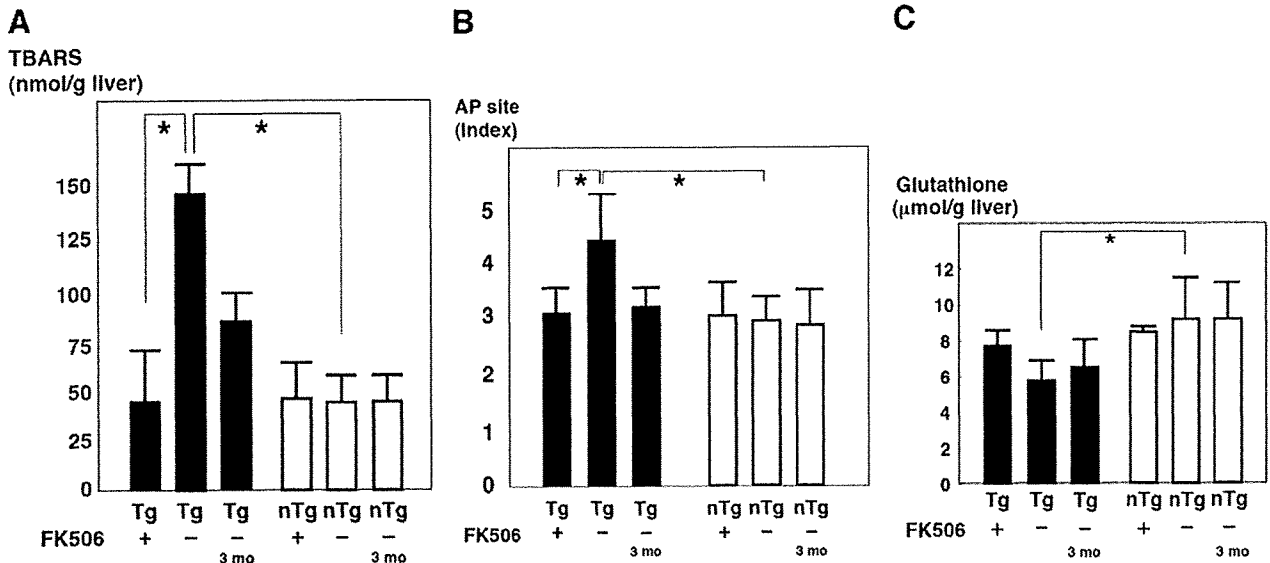 A
TBARS
(nmol/g liver)
* *
150
125
100
75
50
25
0
Tg Tg Tg nTg nTg nTg
FK506 + − − + − −
3 mo 3 mo
B
AP site
(Index)
* *
5
4
3
2
1
0
Tg Tg Tg nTg nTg nTg
FK506 + − − + − −
3 mo 3 mo
C
Glutathione
(μmol/g liver)
*
12
10
8
6
4
2
0
Tg Tg Tg nTg nTg nTg
FK506 + − − + − −
3 mo 3 mo